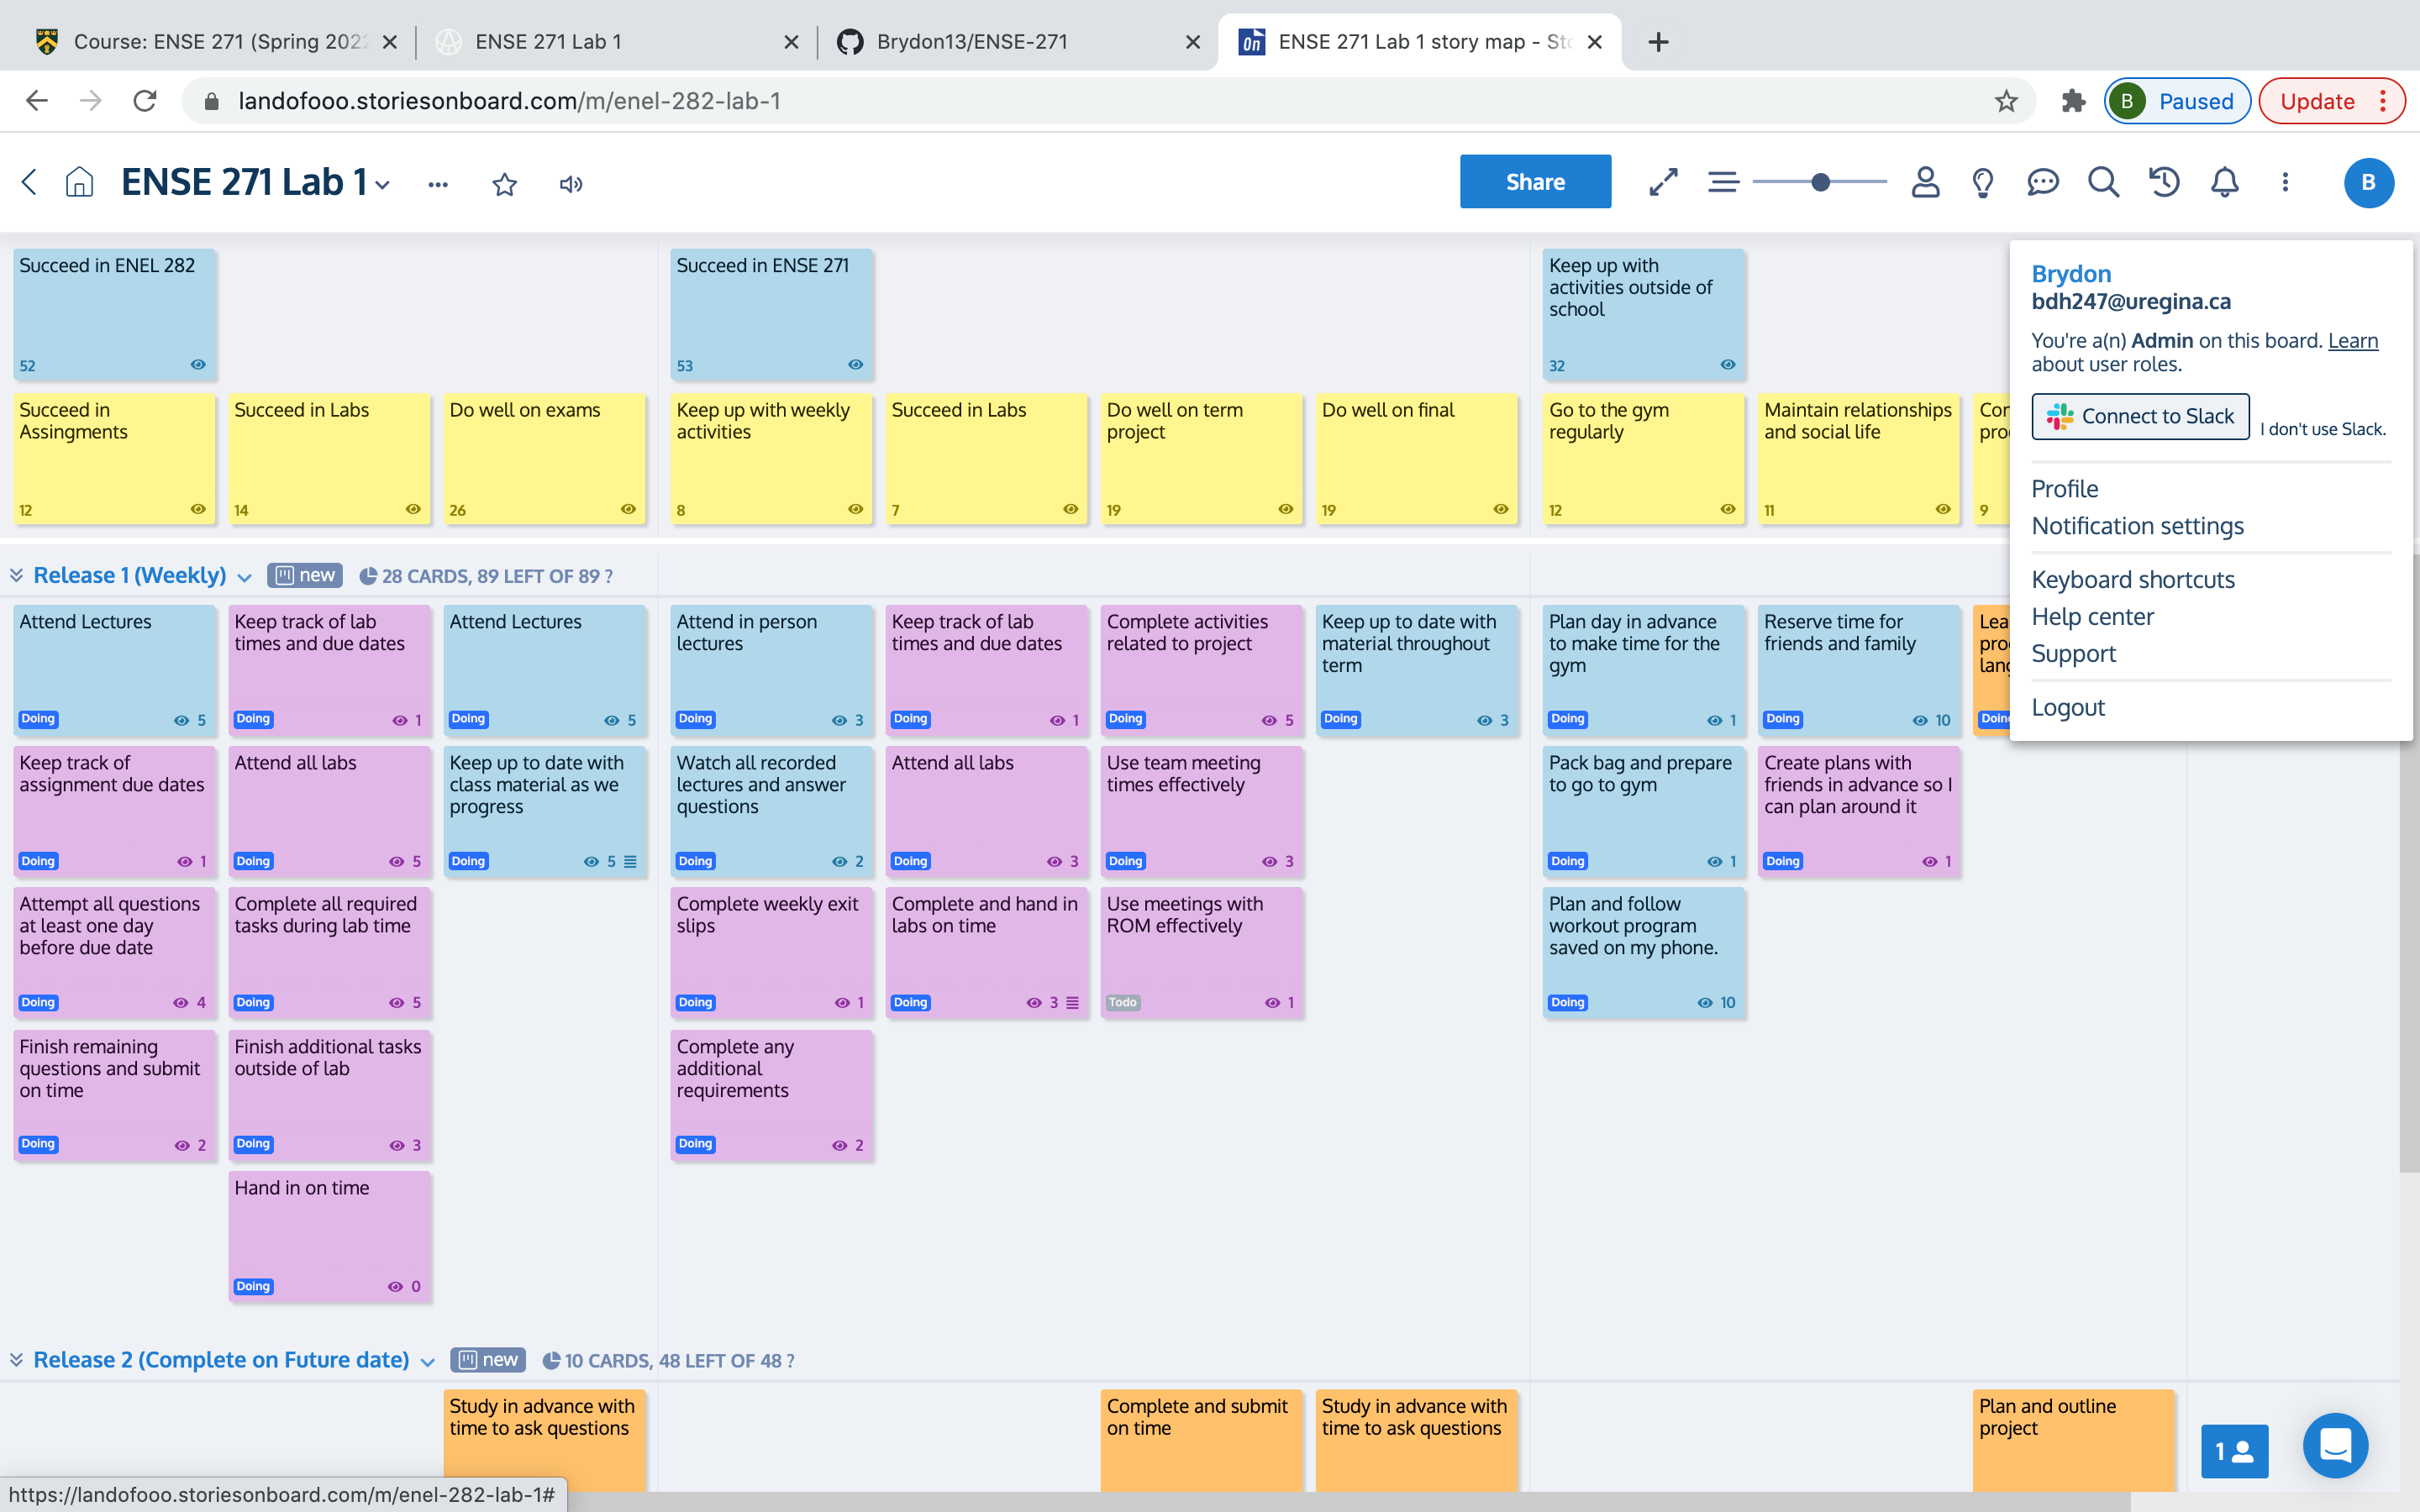 Course: ENSE 271 (Spring 202
ENSE 271 Lab 1
Brydon13/ENSE-271
On
ENSE 271 Lab 1 story map - Sto
landofooo.storiesonboard.com/m/enel-282-lab-1
B
Paused
Update
ENSE 271 Lab 1
Share
B
Succeed in ENEL 282
52
Succeed in ENSE 271
53
Keep up with
activities outside of
school
32
Brydon
bdh247@uregina.ca
You're a(n) Admin on this board. Learn
about user roles.
Connect to Slack
I don't use Slack.
Profile
Notification settings
Keyboard shortcuts
Help center
Support
Logout
Succeed in
Assingments
12
Succeed in Labs
14
Do well on exams
26
Keep up with weekly
activities
8
Succeed in Labs
7
Do well on term
project
19
Do well on final
19
Go to the gym
regularly
12
Maintain relationships
and social life
11
9
Release 1 (Weekly)
new
28 CARDS, 89 LEFT OF 89 ?
Attend Lectures
Doing
5
Keep track of lab
times and due dates
Doing
1
Attend Lectures
Doing
5
Attend in person
lectures
Doing
3
Keep track of lab
times and due dates
Doing
1
Complete activities
related to project
Doing
5
Keep up to date with
material throughout
term
Doing
3
Plan day in advance
to make time for the
gym
Doing
1
Reserve time for
friends and family
Doing
10
Keep track of
assignment due dates
Doing
1
Attend all labs
Doing
5
Keep up to date with
class material as we
progress
Doing
5
Watch all recorded
lectures and answer
questions
Doing
2
Attend all labs
Doing
3
Use team meeting
times effectively
Doing
3
Pack bag and prepare
to go to gym
Doing
1
Create plans with
friends in advance so I
can plan around it
Doing
1
Attempt all questions
at least one day
before due date
Doing
4
Complete all required
tasks during lab time
Doing
5
Complete weekly exit
slips
Doing
1
Complete and hand in
labs on time
Doing
3
Use meetings with
ROM effectively
Todo
1
Plan and follow
workout program
saved on my phone.
Doing
10
Finish remaining
questions and submit
on time
Doing
2
Finish additional tasks
outside of lab
Doing
3
Complete any
additional
requirements
Doing
2
Hand in on time
Doing
0
Release 2 (Complete on Future date)
new
10 CARDS, 48 LEFT OF 48 ?
Study in advance with
time to ask questions
Complete and submit
on time
Study in advance with
time to ask questions
Plan and outline
project
1
https://landofooo.storiesonboard.com/m/enel-282-lab-1#